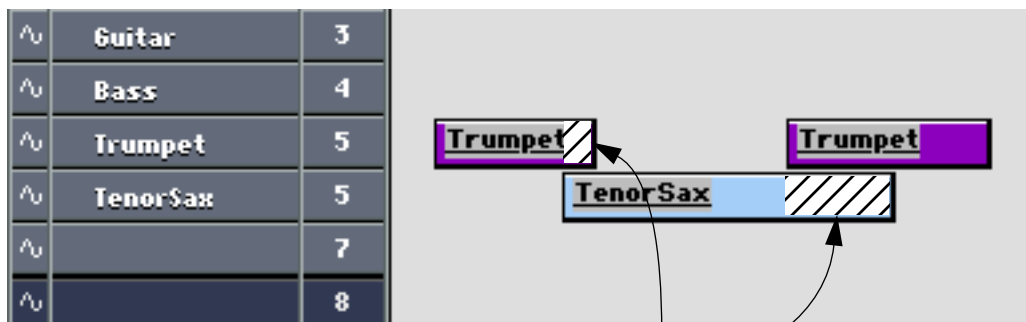 Guitar 3
Bass 4
Trumpet 5 Trumpet Trumpet
TenorSax 5 TenorSax
7
8